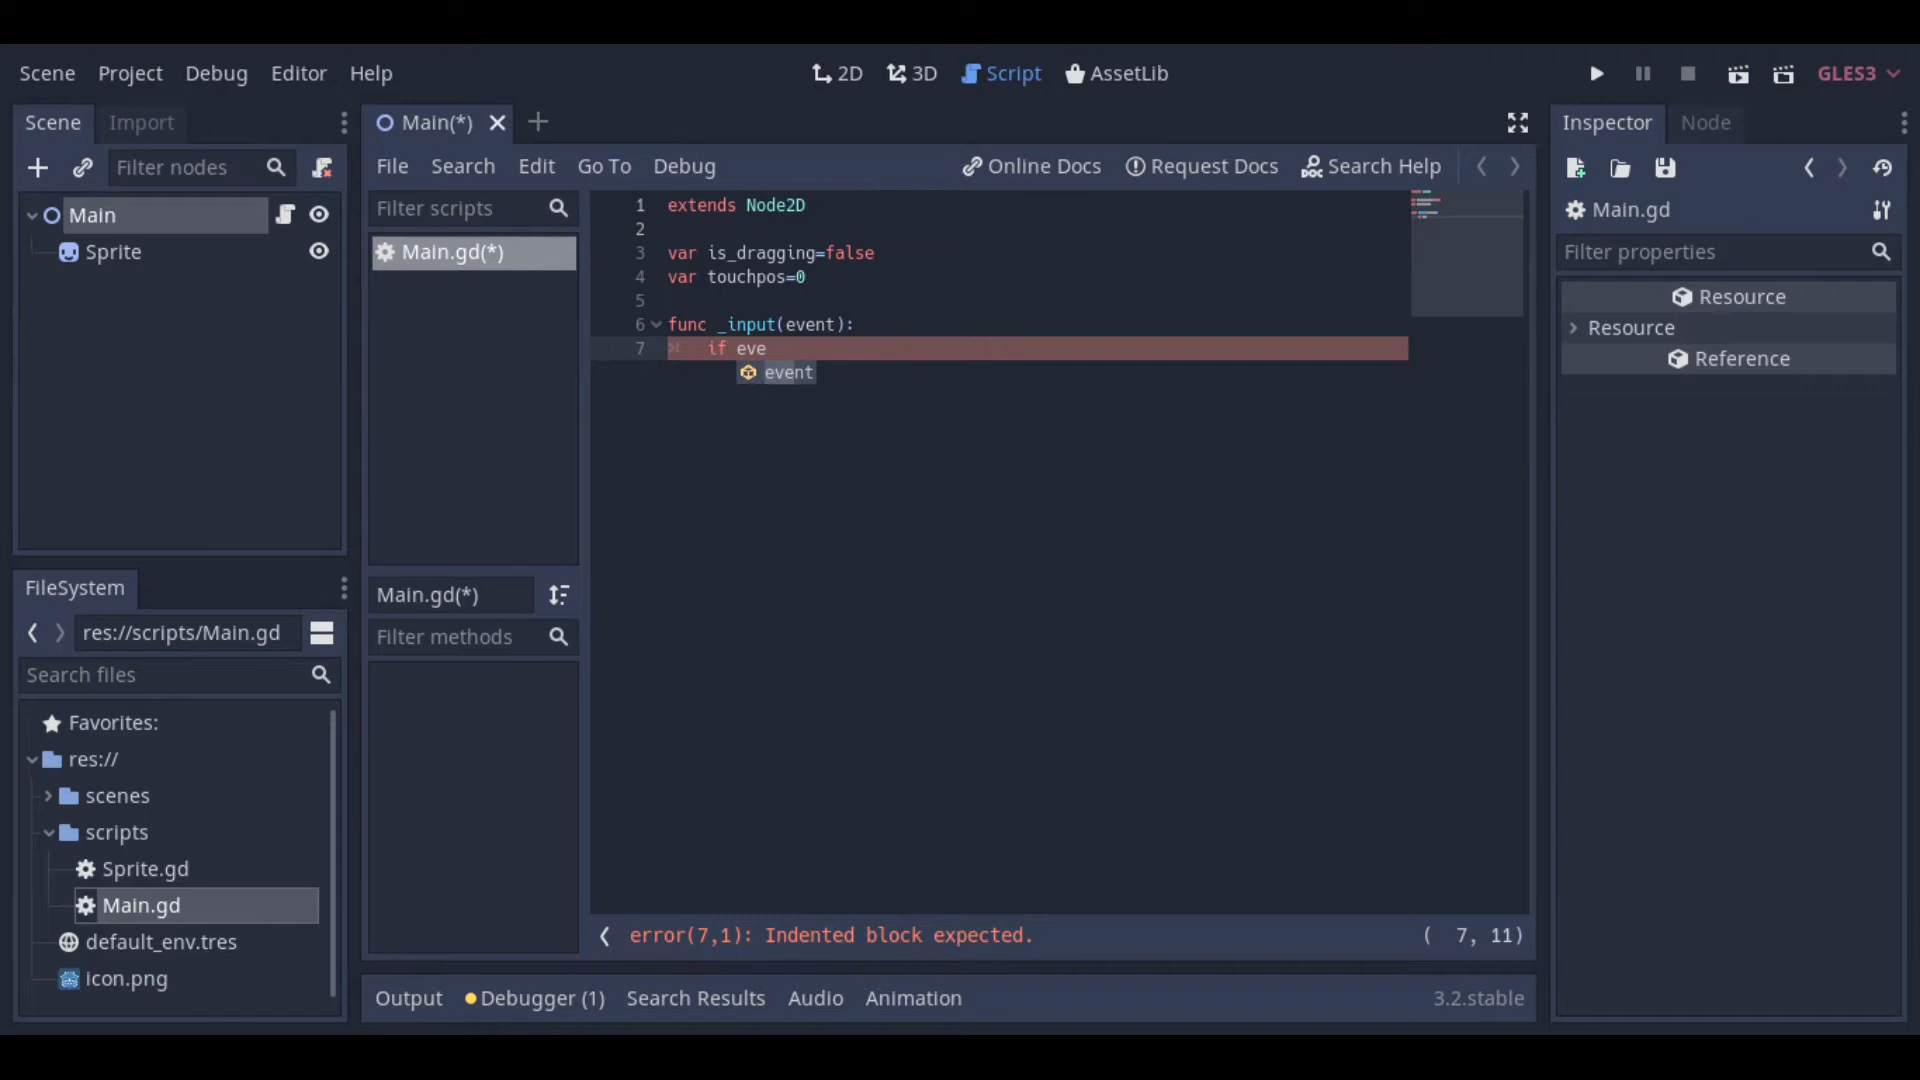 Scene Project Debug Editor Help
2D 3D Script AssetLib
GLES3
Scene Import
Filter nodes
Main
Sprite
FileSystem
res://scripts/Main.gd
Search files
Favorites:
res://
scenes
scripts
Sprite.gd
Main.gd
default_env.tres
icon.png
Main(*)
File Search Edit Go To Debug
Online Docs Request Docs Search Help
Filter scripts
Main.gd(*)
Main.gd(*)
Filter methods
1 extends Node2D
2
3 var is_dragging=false
4 var touchpos=0
5
6 func _input(event):
7 if eve
event
error(7,1): Indented block expected.
( 7, 11)
Output Debugger (1) Search Results Audio Animation
3.2.stable
Inspector Node
Main.gd
Filter properties
Resource
Resource
Reference